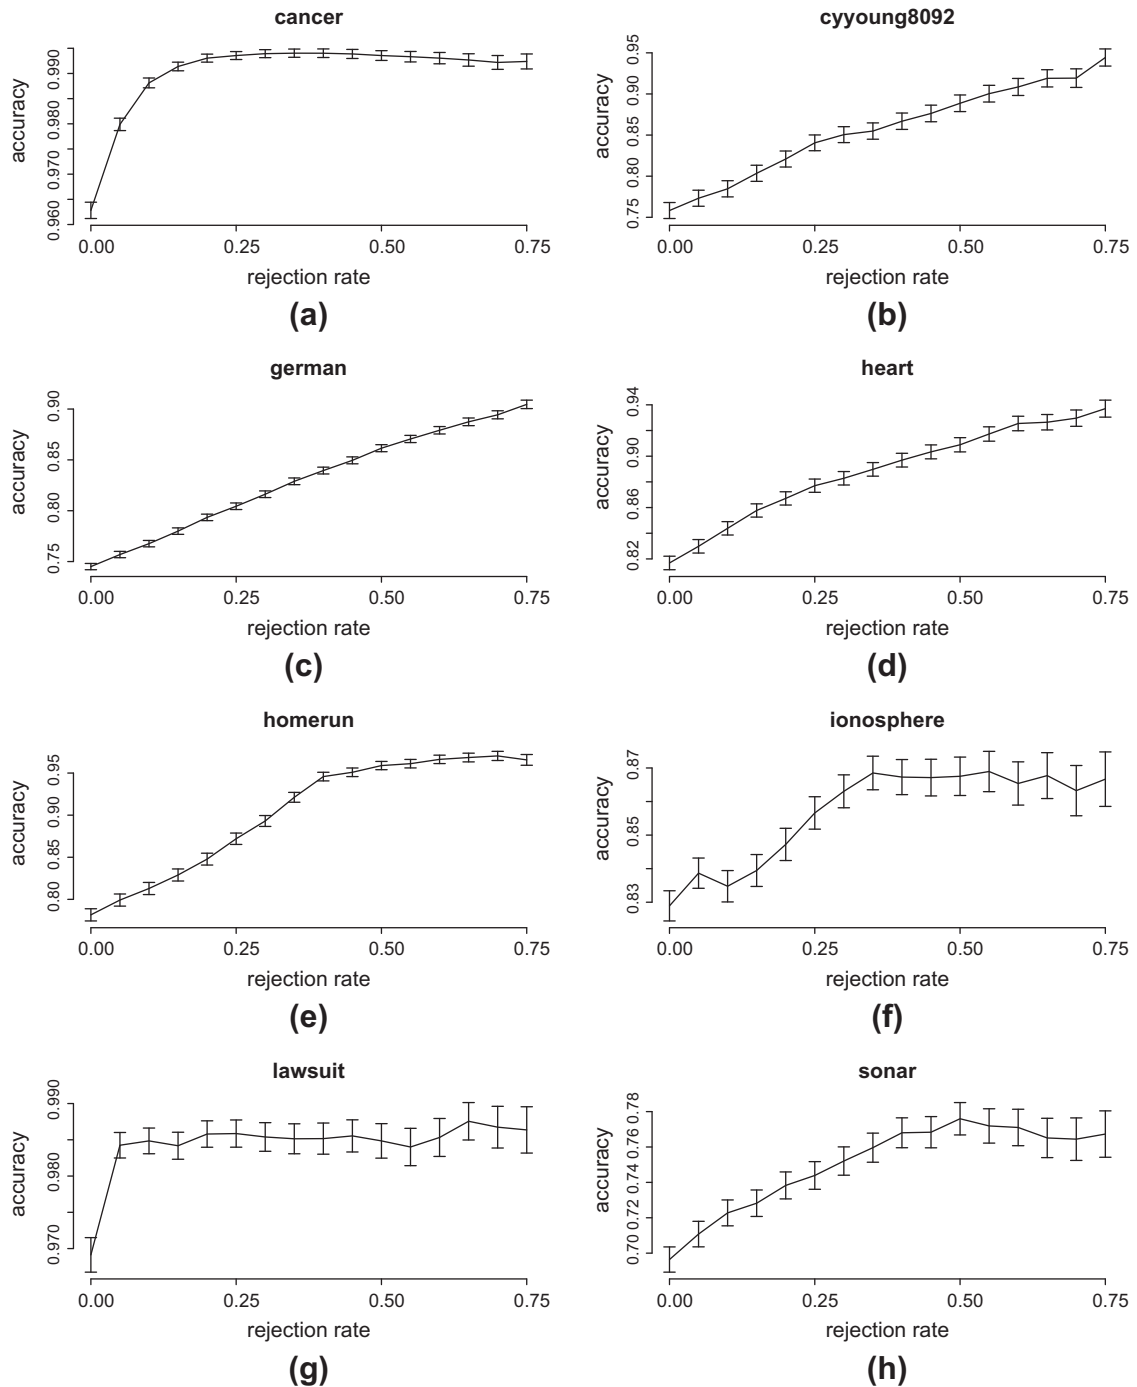 cancer
accuracy
0.960 0.970 0.980 0.990
0.00 0.25 0.50 0.75
rejection rate
(a)
cyyoung8092
accuracy
0.75 0.80 0.85 0.90 0.95
0.00 0.25 0.50 0.75
rejection rate
(b)
german
accuracy
0.75 0.80 0.85 0.90
0.00 0.25 0.50 0.75
rejection rate
(c)
heart
accuracy
0.82 0.86 0.90 0.94
0.00 0.25 0.50 0.75
rejection rate
(d)
homerun
accuracy
0.80 0.85 0.90 0.95
0.00 0.25 0.50 0.75
rejection rate
(e)
ionosphere
accuracy
0.83 0.85 0.87
0.00 0.25 0.50 0.75
rejection rate
(f)
lawsuit
accuracy
0.970 0.980 0.990
0.00 0.25 0.50 0.75
rejection rate
(g)
sonar
accuracy
0.70 0.72 0.74 0.76 0.78
0.00 0.25 0.50 0.75
rejection rate
(h)